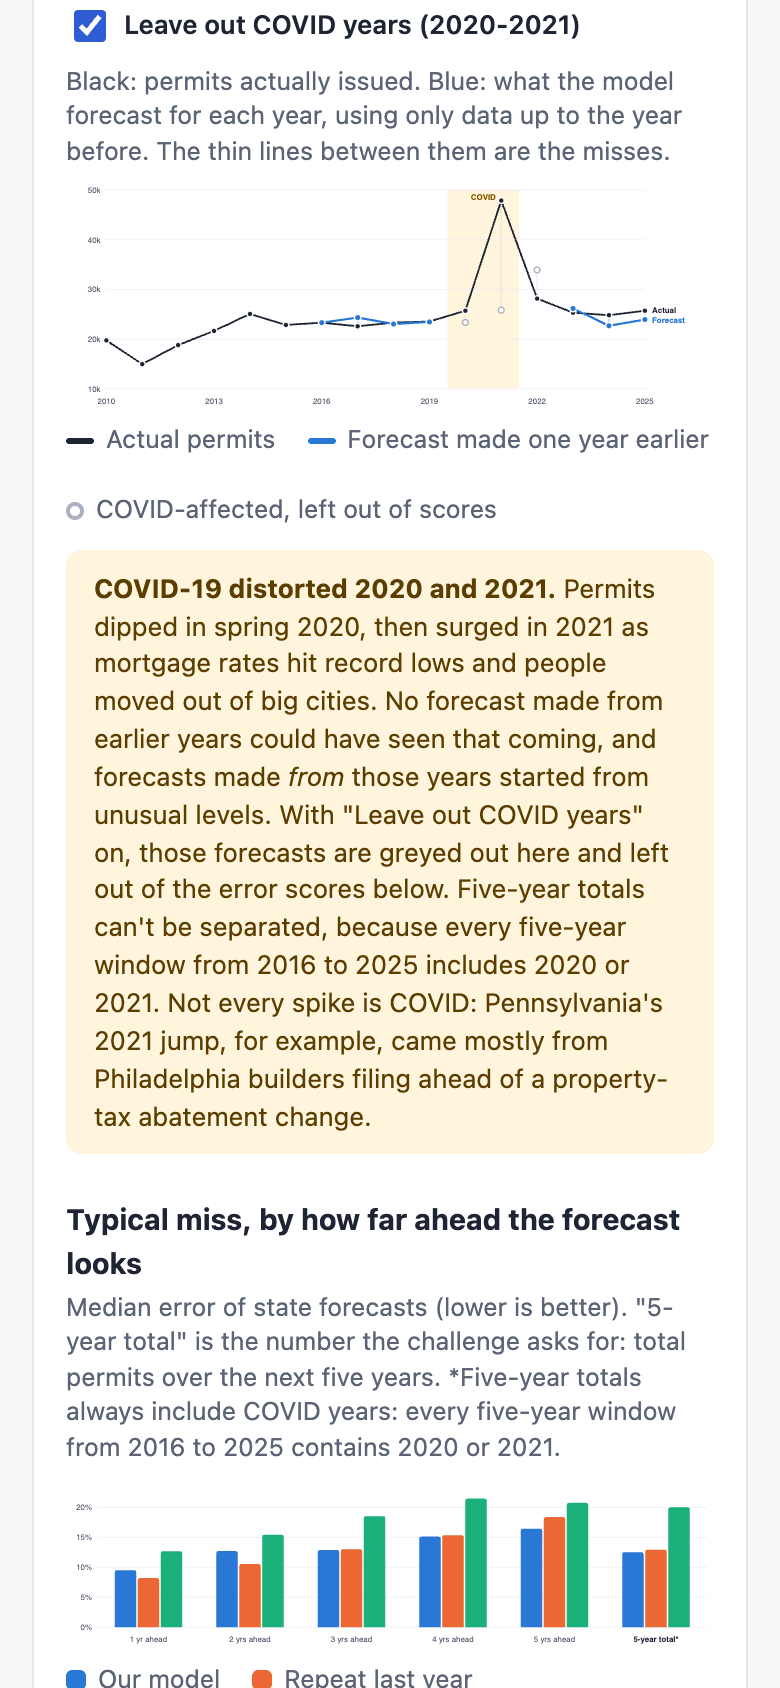 Leave out COVID years (2020-2021)
Black: permits actually issued. Blue: what the model
forecast for each year, using only data up to the year
before. The thin lines between them are the misses.
50k
COVID
40k
30k
Actual
Forecast
20k
10k
2010 2013 2016 2019 2022 2025
Actual permits Forecast made one year earlier
COVID-affected, left out of scores
COVID-19 distorted 2020 and 2021. Permits
dipped in spring 2020, then surged in 2021 as
mortgage rates hit record lows and people
moved out of big cities. No forecast made from
earlier years could have seen that coming, and
forecasts made from those years started from
unusual levels. With "Leave out COVID years"
on, those forecasts are greyed out here and left
out of the error scores below. Five-year totals
can't be separated, because every five-year
window from 2016 to 2025 includes 2020 or
2021. Not every spike is COVID: Pennsylvania's
2021 jump, for example, came mostly from
Philadelphia builders filing ahead of a property-
tax abatement change.
Typical miss, by how far ahead the forecast
looks
Median error of state forecasts (lower is better). "5-
year total" is the number the challenge asks for: total
permits over the next five years. *Five-year totals
always include COVID years: every five-year window
from 2016 to 2025 contains 2020 or 2021.
20%
15%
10%
5%
0%
1 yr ahead 2 yrs ahead 3 yrs ahead 4 yrs ahead 5 yrs ahead 5-year total*
Our model Repeat last year